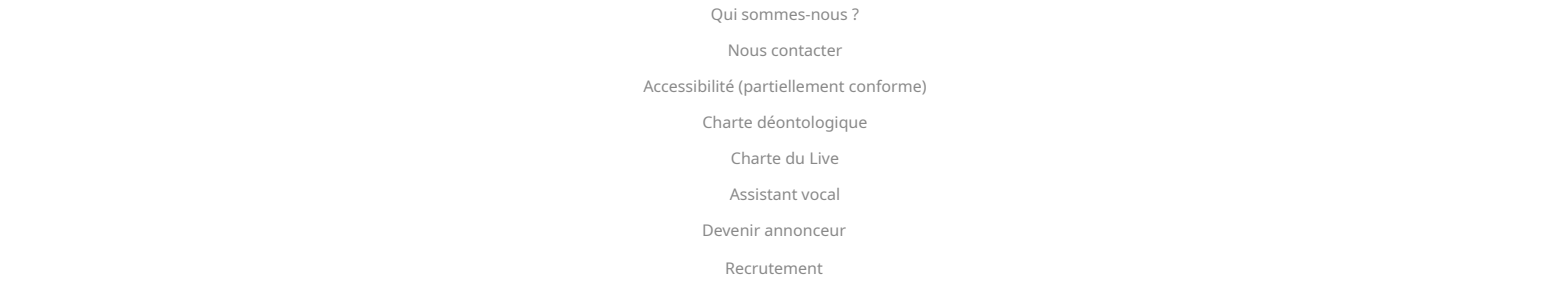 Qui sommes-nous ?
Nous contacter
Accessibilité (partiellement conforme)
Charte déontologique
Charte du Live
Assistant vocal
Devenir annonceur
Recrutement